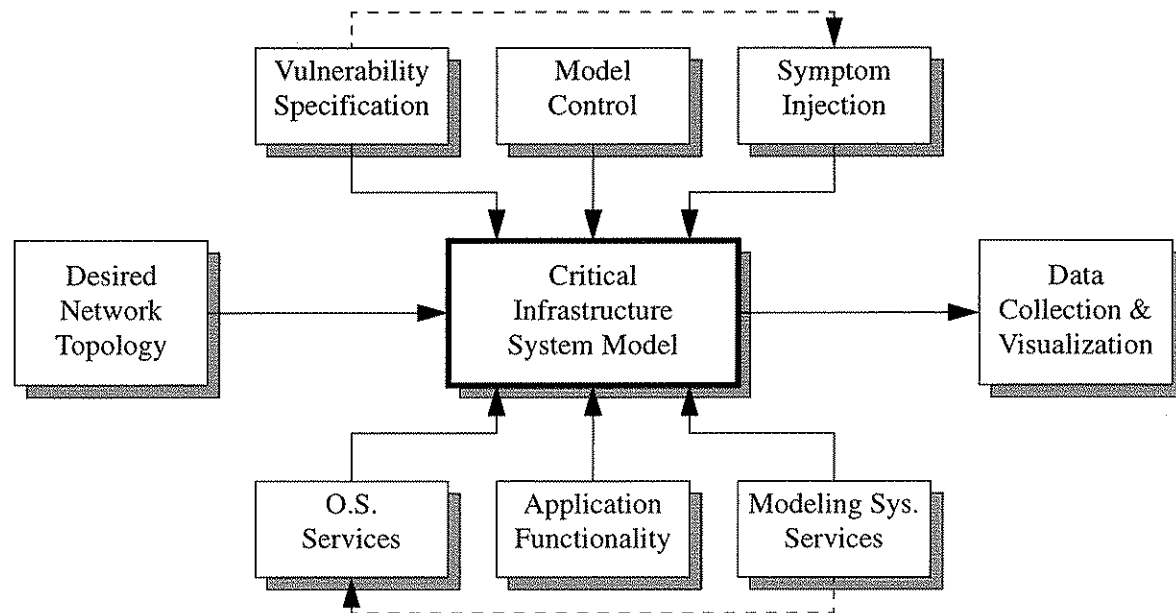 Vulnerability
Specification
Model
Control
Symptom
Injection
Desired
Network
Topology
Critical
Infrastructure
System Model
Data
Collection &
Visualization
O.S.
Services
Application
Functionality
Modeling Sys.
Services